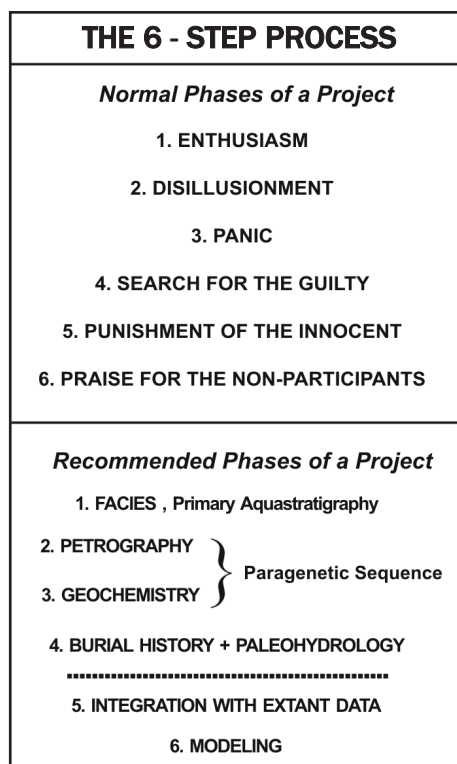 THE 6 - STEP PROCESS
Normal Phases of a Project
1. ENTHUSIASM
2. DISILLUSIONMENT
3. PANIC
4. SEARCH FOR THE GUILTY
5. PUNISHMENT OF THE INNOCENT
6. PRAISE FOR THE NON-PARTICIPANTS
Recommended Phases of a Project
1. FACIES , Primary Aquastratigraphy
2. PETROGRAPHY
3. GEOCHEMISTRY
Paragenetic Sequence
4. BURIAL HISTORY + PALEOHYDROLOGY
5. INTEGRATION WITH EXTANT DATA
6. MODELING